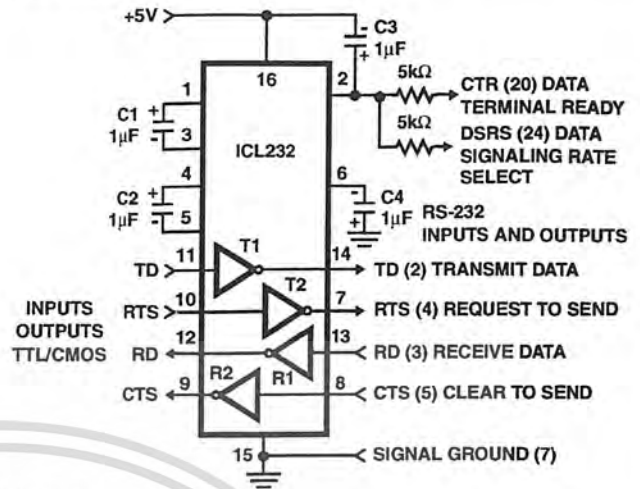 +5V
C3
1µF
-
+
16
1
2
5kΩ
CTR (20) DATA
TERMINAL READY
5kΩ
DSRS (24) DATA
SIGNALING RATE
SELECT
C1
1µF
+
-
3
ICL232
4
6
C2
1µF
+
-
5
-
+
C4
1µF
RS-232
INPUTS AND OUTPUTS
T1
11
14
TD
TD (2) TRANSMIT DATA
T2
INPUTS
OUTPUTS
TTL/CMOS
10
7
RTS
RTS (4) REQUEST TO SEND
12
13
RD
RD (3) RECEIVE DATA
R1
R2
9
8
CTS
CTS (5) CLEAR TO SEND
15
SIGNAL GROUND (7)